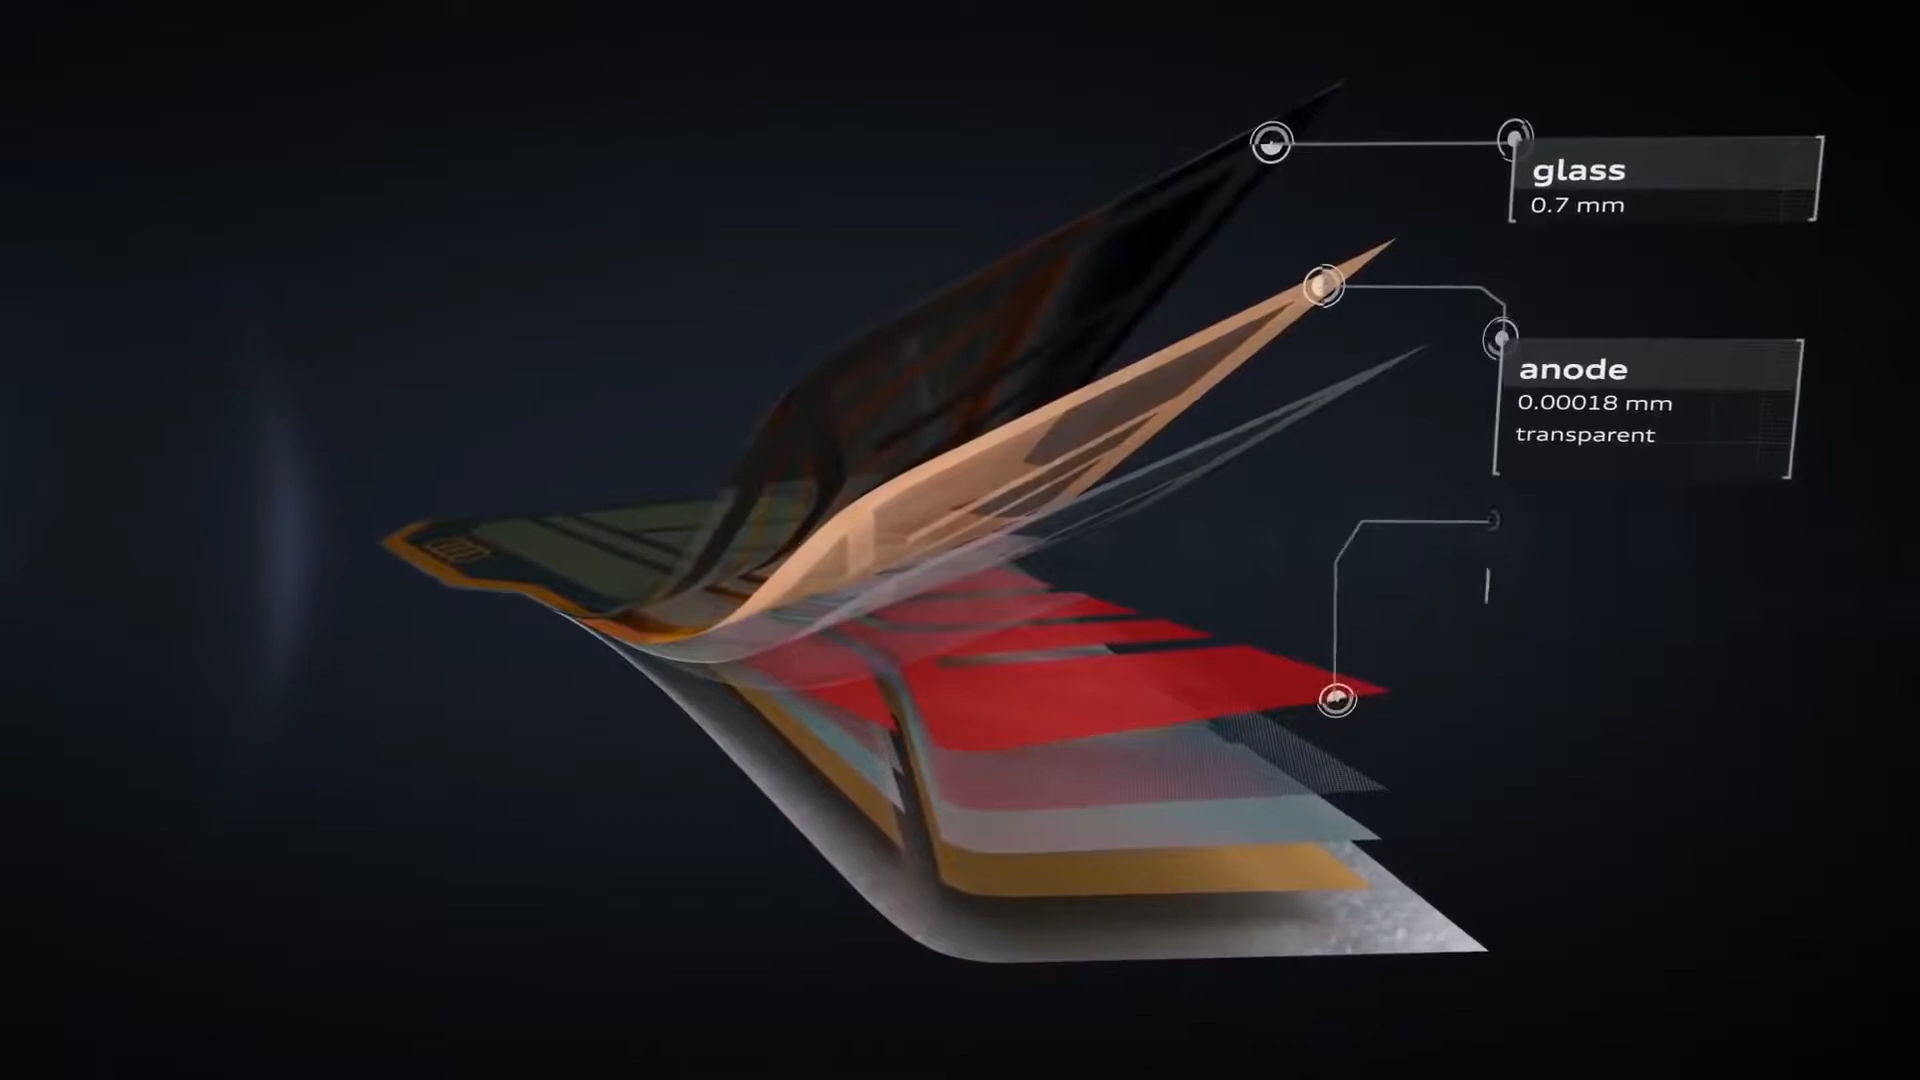 glass
0.7 mm
anode
0.00018 mm
transparent